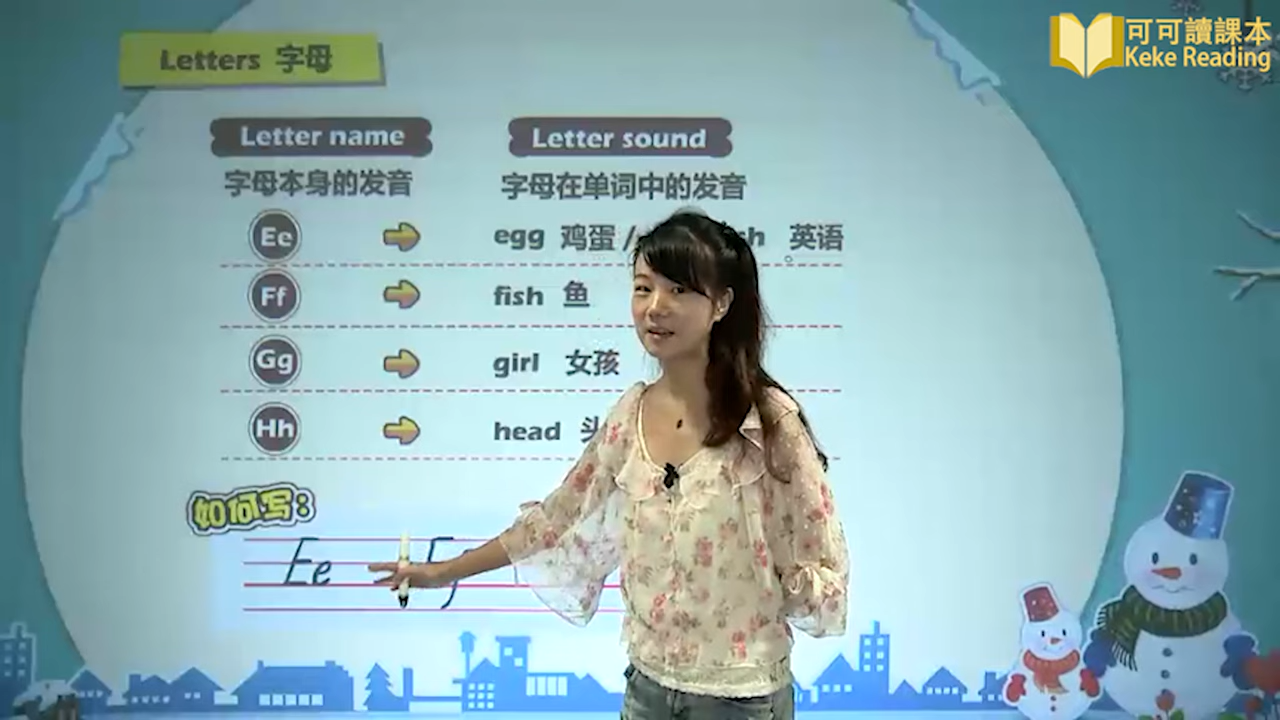 可可讀課本
Keke Reading
Letters 字母
Letter name
Letter sound
字母本身的发音
字母在单词中的发音
Ee
egg 鸡蛋 / sh 英语
Ff
fish 鱼
Gg
girl 女孩
Hh
head
如何写:
Ee